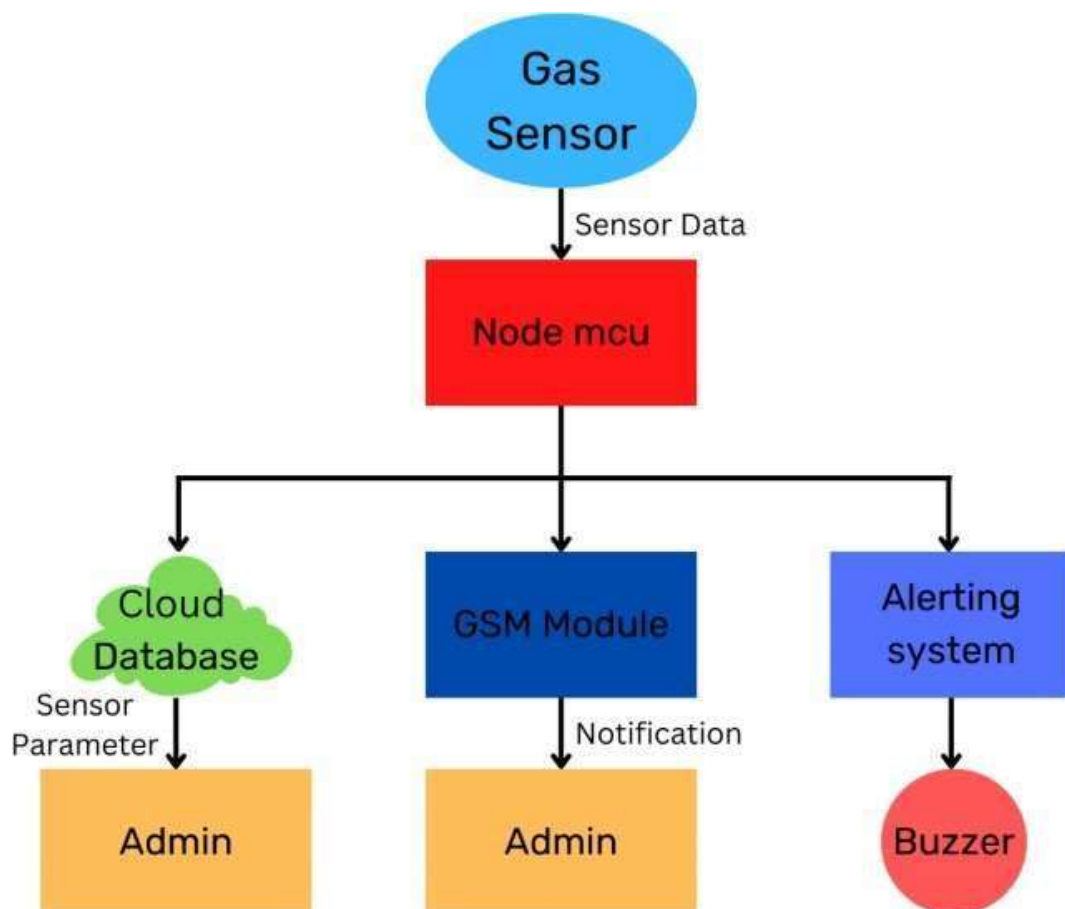 Gas
Sensor
Sensor Data
Node mcu
Cloud
Database
GSM Module
Alerting
system
Sensor
Parameter
Notification
Admin
Admin
Buzzer